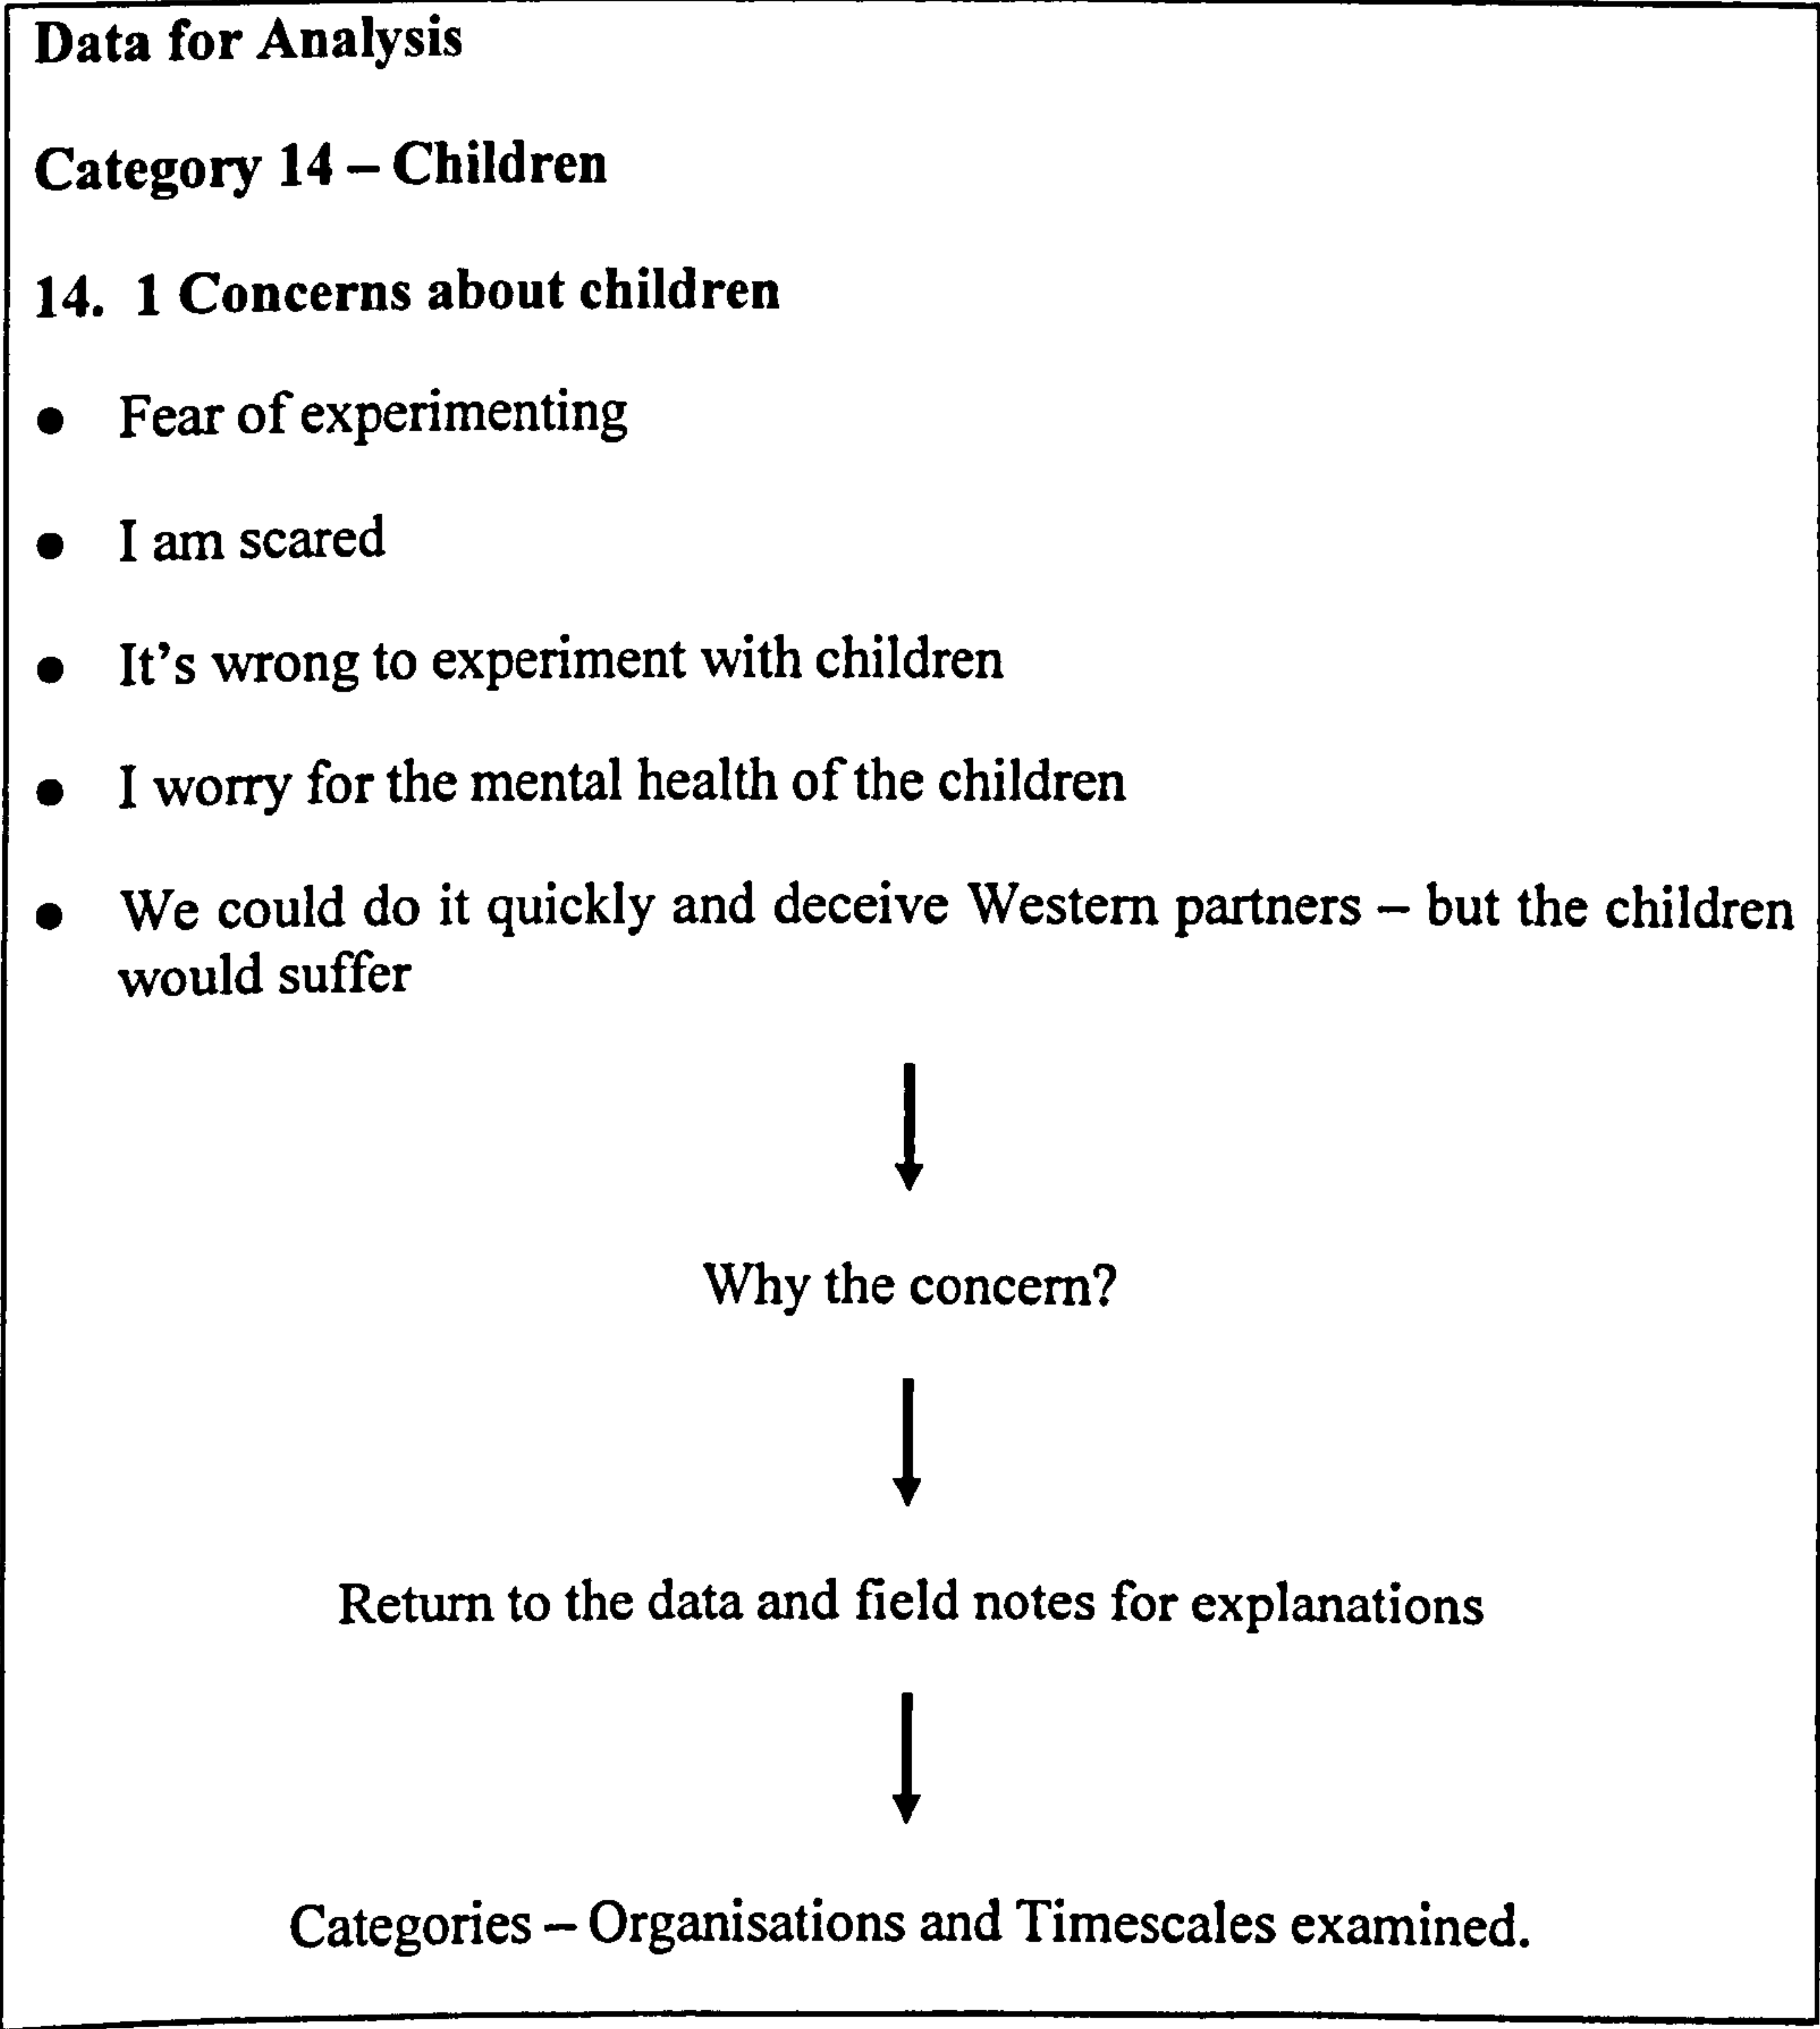 Data for Analysis
Category 14 – Children
14. 1 Concerns about children
● Fear of experimenting
● I am scared
● It’s wrong to experiment with children
● I worry for the mental health of the children
● We could do it quickly and deceive Western partners – but the children
would suffer
Why the concern?
Return to the data and field notes for explanations
Categories – Organisations and Timescales examined.